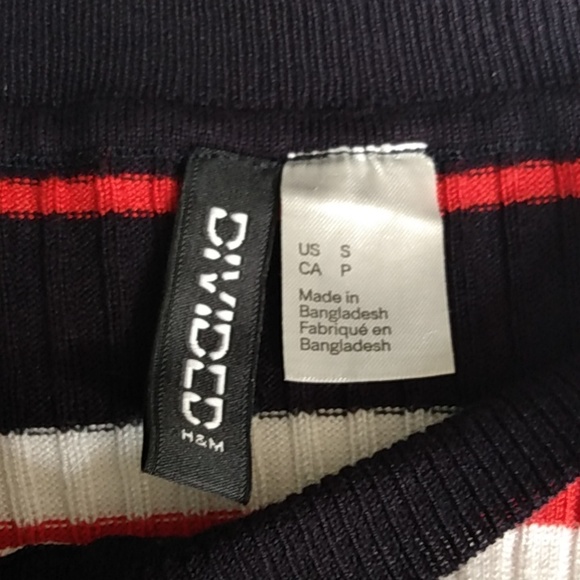 DIVIDED
H&M
US S
CA P
Made in
Bangladesh
Fabriqué en
Bangladesh